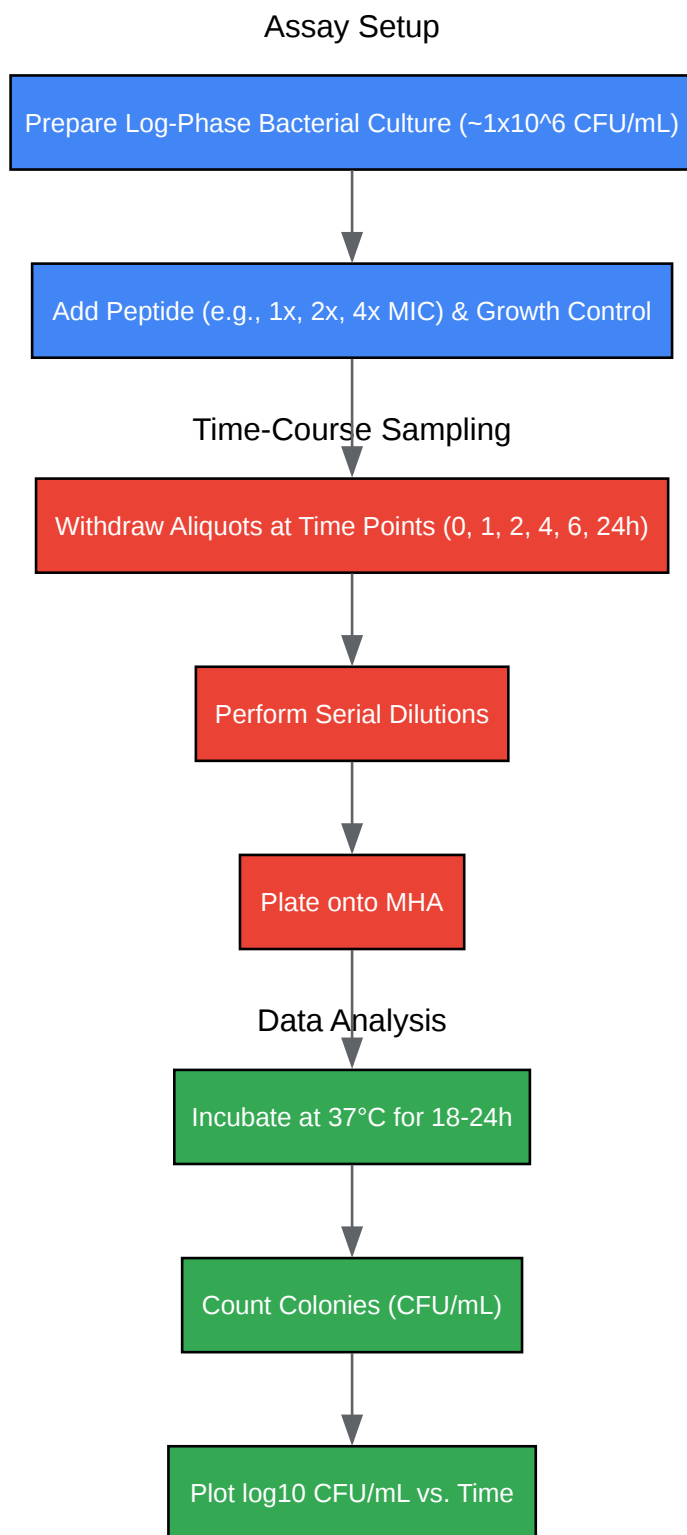 Assay Setup
Prepare Log-Phase Bacterial Culture (~1x10^6 CFU/mL)
Add Peptide (e.g., 1x, 2x, 4x MIC) & Growth Control
Time-Course Sampling
Withdraw Aliquots at Time Points (0, 1, 2, 4, 6, 24h)
Perform Serial Dilutions
Plate onto MHA
Data Analysis
Incubate at 37°C for 18-24h
Count Colonies (CFU/mL)
Plot log10 CFU/mL vs. Time